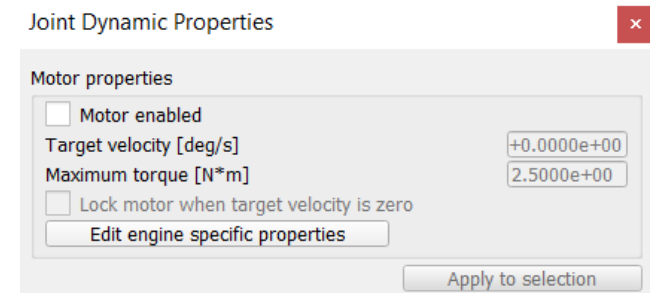 Joint Dynamic Properties
Motor properties
Motor enabled
Target velocity [deg/s] +0.0000e+00
Maximum torque [N*m] 2.5000e+00
Lock motor when target velocity is zero
Edit engine specific properties
Apply to selection